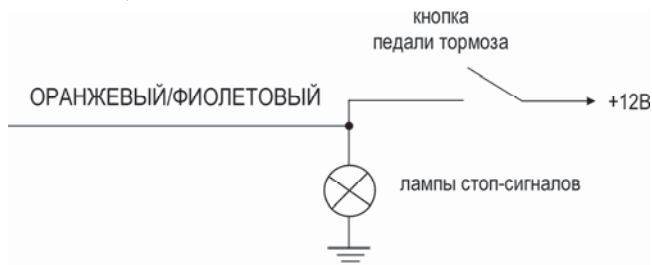 кнопка
педали тормоза
ОРАНЖЕВЫЙ/ФИОЛЕТОВЫЙ
+12В
лампы стоп-сигналов